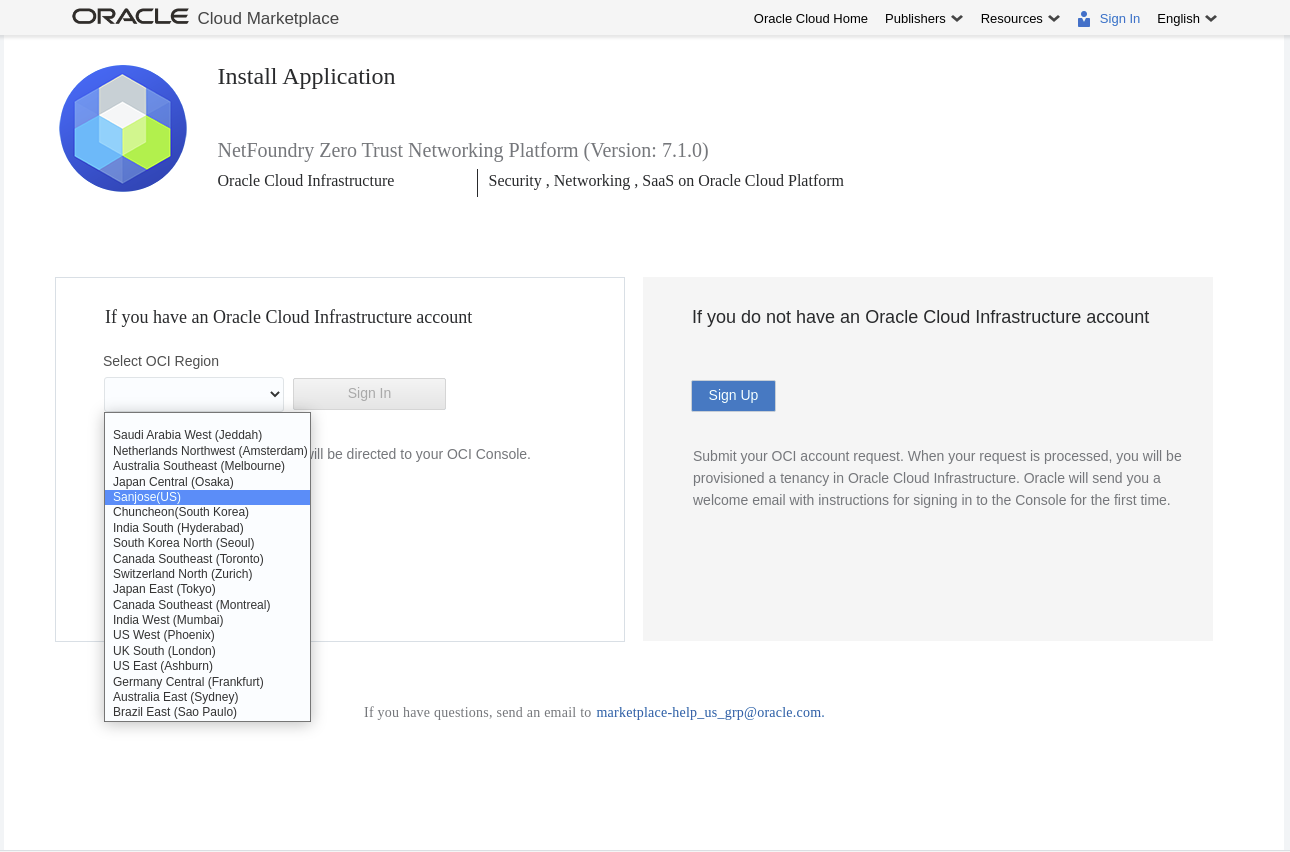 ORACLE Cloud Marketplace Oracle Cloud Home Publishers Resources Sign In English
Install Application
NetFoundry Zero Trust Networking Platform (Version: 7.1.0)
Oracle Cloud Infrastructure
Security , Networking , SaaS on Oracle Cloud Platform
If you have an Oracle Cloud Infrastructure account
Select OCI Region
Sign In
will be directed to your OCI Console.
Saudi Arabia West (Jeddah)
Netherlands Northwest (Amsterdam)
Australia Southeast (Melbourne)
Japan Central (Osaka)
Sanjose(US)
Chuncheon(South Korea)
India South (Hyderabad)
South Korea North (Seoul)
Canada Southeast (Toronto)
Switzerland North (Zurich)
Japan East (Tokyo)
Canada Southeast (Montreal)
India West (Mumbai)
US West (Phoenix)
UK South (London)
US East (Ashburn)
Germany Central (Frankfurt)
Australia East (Sydney)
Brazil East (Sao Paulo)
If you do not have an Oracle Cloud Infrastructure account
Sign Up
Submit your OCI account request. When your request is processed, you will be
provisioned a tenancy in Oracle Cloud Infrastructure. Oracle will send you a
welcome email with instructions for signing in to the Console for the first time.
If you have questions, send an email to marketplace-help_us_grp@oracle.com.